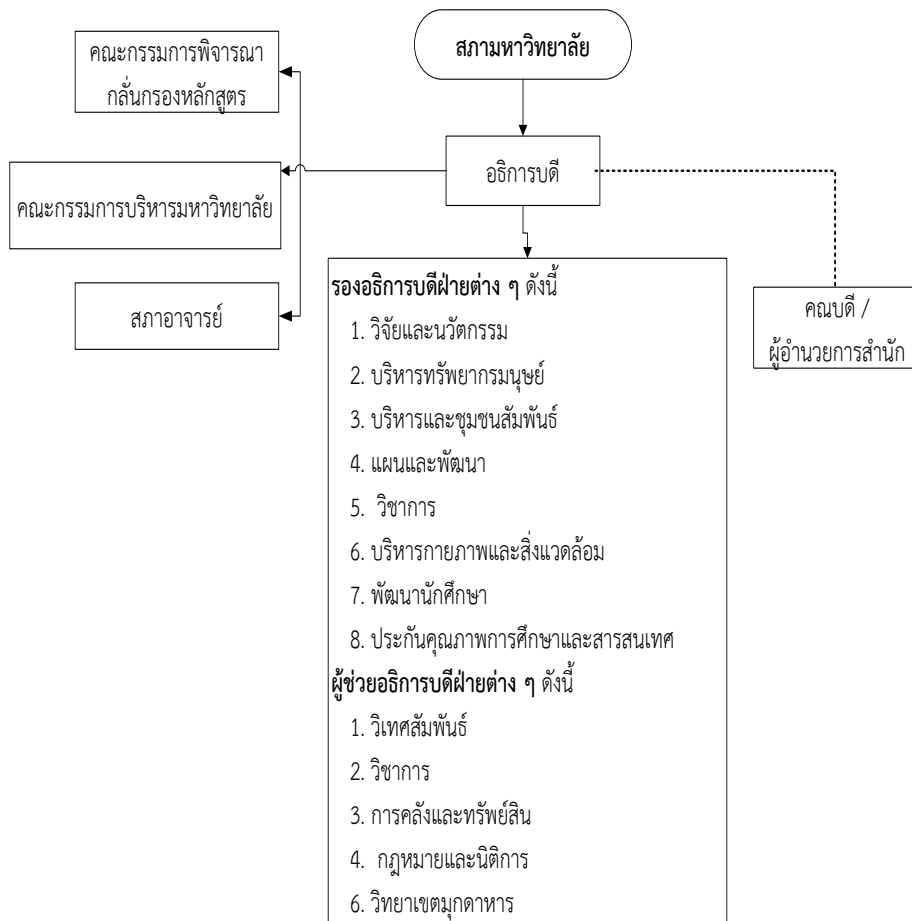 สภามหาวิทยาลัย
คณะกรรมการพิจารณา
กลั่นกรองหลักสูตร
อธิการบดี
คณะกรรมการบริหารมหาวิทยาลัย
สภาอาจารย์
คณบดี /
ผู้อำนวยการสำนัก
รองอธิการบดีฝ่ายต่าง ๆ ดังนี้
1. วิจัยและนวัตกรรม
2. บริหารทรัพยากรมนุษย์
3. บริหารและชุมชนสัมพันธ์
4. แผนและพัฒนา
5. วิชาการ
6. บริหารกายภาพและสิ่งแวดล้อม
7. พัฒนานักศึกษา
8. ประกันคุณภาพการศึกษาและสารสนเทศ
ผู้ช่วยอธิการบดีฝ่ายต่าง ๆ ดังนี้
1. วิเทศสัมพันธ์
2. วิชาการ
3. การคลังและทรัพย์สิน
4. กฎหมายและนิติการ
6. วิทยาเขตมุกดาหาร